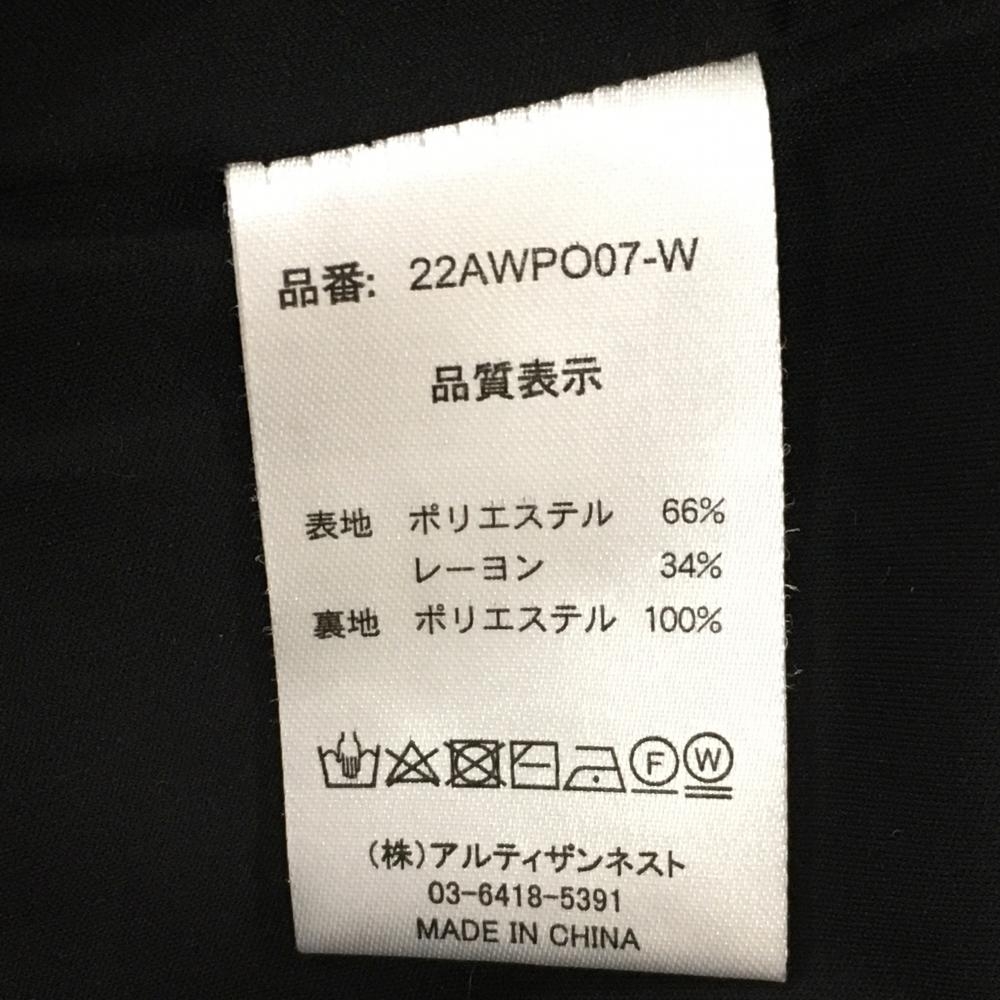 品番: 22AWPO07-W
品質表示
表地 ポリエステル 66%
レーヨン 34%
裏地 ポリエステル 100%
F W
(株)アルティザンネスト
03-6418-5391
MADE IN CHINA